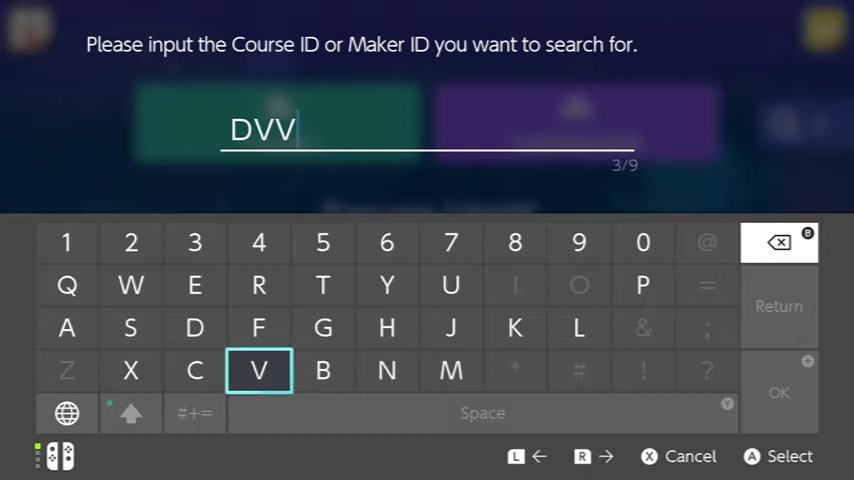 Please input the Course ID or Maker ID you want to search for.
DVV
3/9
1 2 3 4 5 6 7 8 9 0 @ B
Q W E R T Y U I O P =
Return
A S D F G H J K L & ;
Z X C V B N M * # ! ? +
OK
#+= Space Y
L ← R → X Cancel A Select